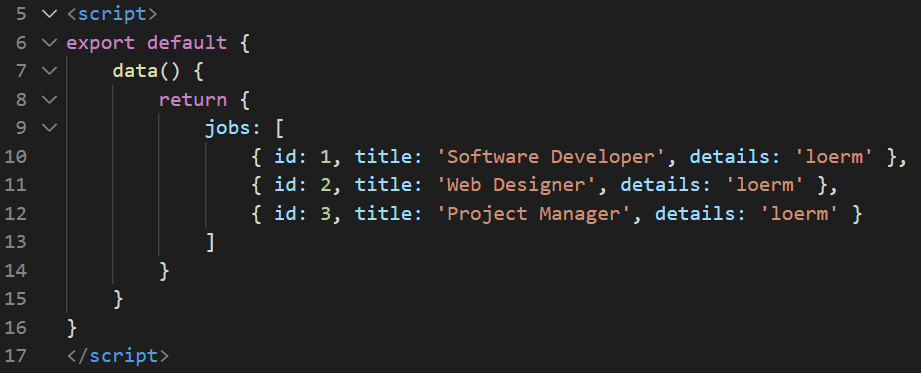 5 <script>
6 export default {
7     data() {
8         return {
9             jobs: [
10                 { id: 1, title: 'Software Developer', details: 'loerm' },
11                 { id: 2, title: 'Web Designer', details: 'loerm' },
12                 { id: 3, title: 'Project Manager', details: 'loerm' }
13             ]
14         }
15     }
16 }
17 </script>